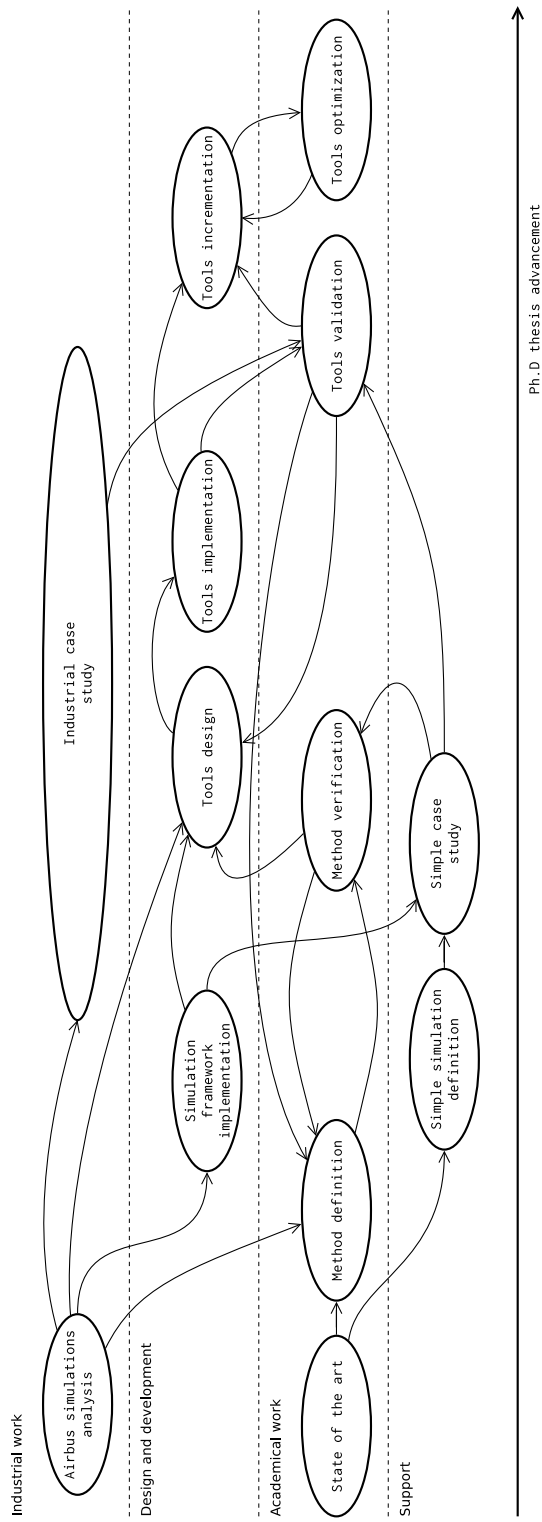 Industrial work
Airbus simulations
analysis
Industrial case
study
Design and development
Simulation
framework
implementation
Tools design
Tools implementation
Tools incrementation
Academical work
State of the art
Method definition
Method verification
Tools validation
Tools optimization
Support
Simple simulation
definition
Simple case
study
Ph.D thesis advancement